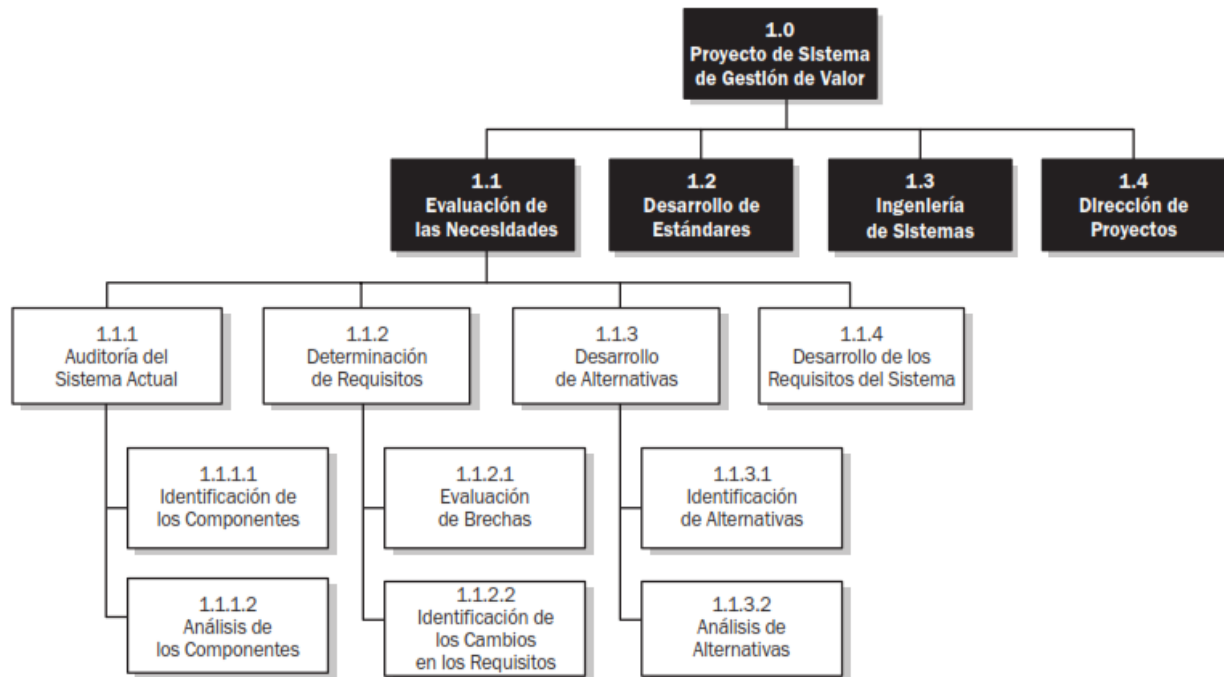 1.0
Proyecto de Sistema
de Gestión de Valor
1.1
Evaluación de
las Necesidades
1.2
Desarrollo de
Estándares
1.3
Ingeniería
de Sistemas
1.4
Dirección de
Proyectos
1.1.1
Auditoría del
Sistema Actual
1.1.2
Determinación
de Requisitos
1.1.3
Desarrollo
de Alternativas
1.1.4
Desarrollo de los
Requisitos del Sistema
1.1.1.1
Identificación de
los Componentes
1.1.2.1
Evaluación
de Brechas
1.1.3.1
Identificación
de Alternativas
1.1.1.2
Análisis de
los Componentes
1.1.2.2
Identificación de
los Cambios
en los Requisitos
1.1.3.2
Análisis de
Alternativas